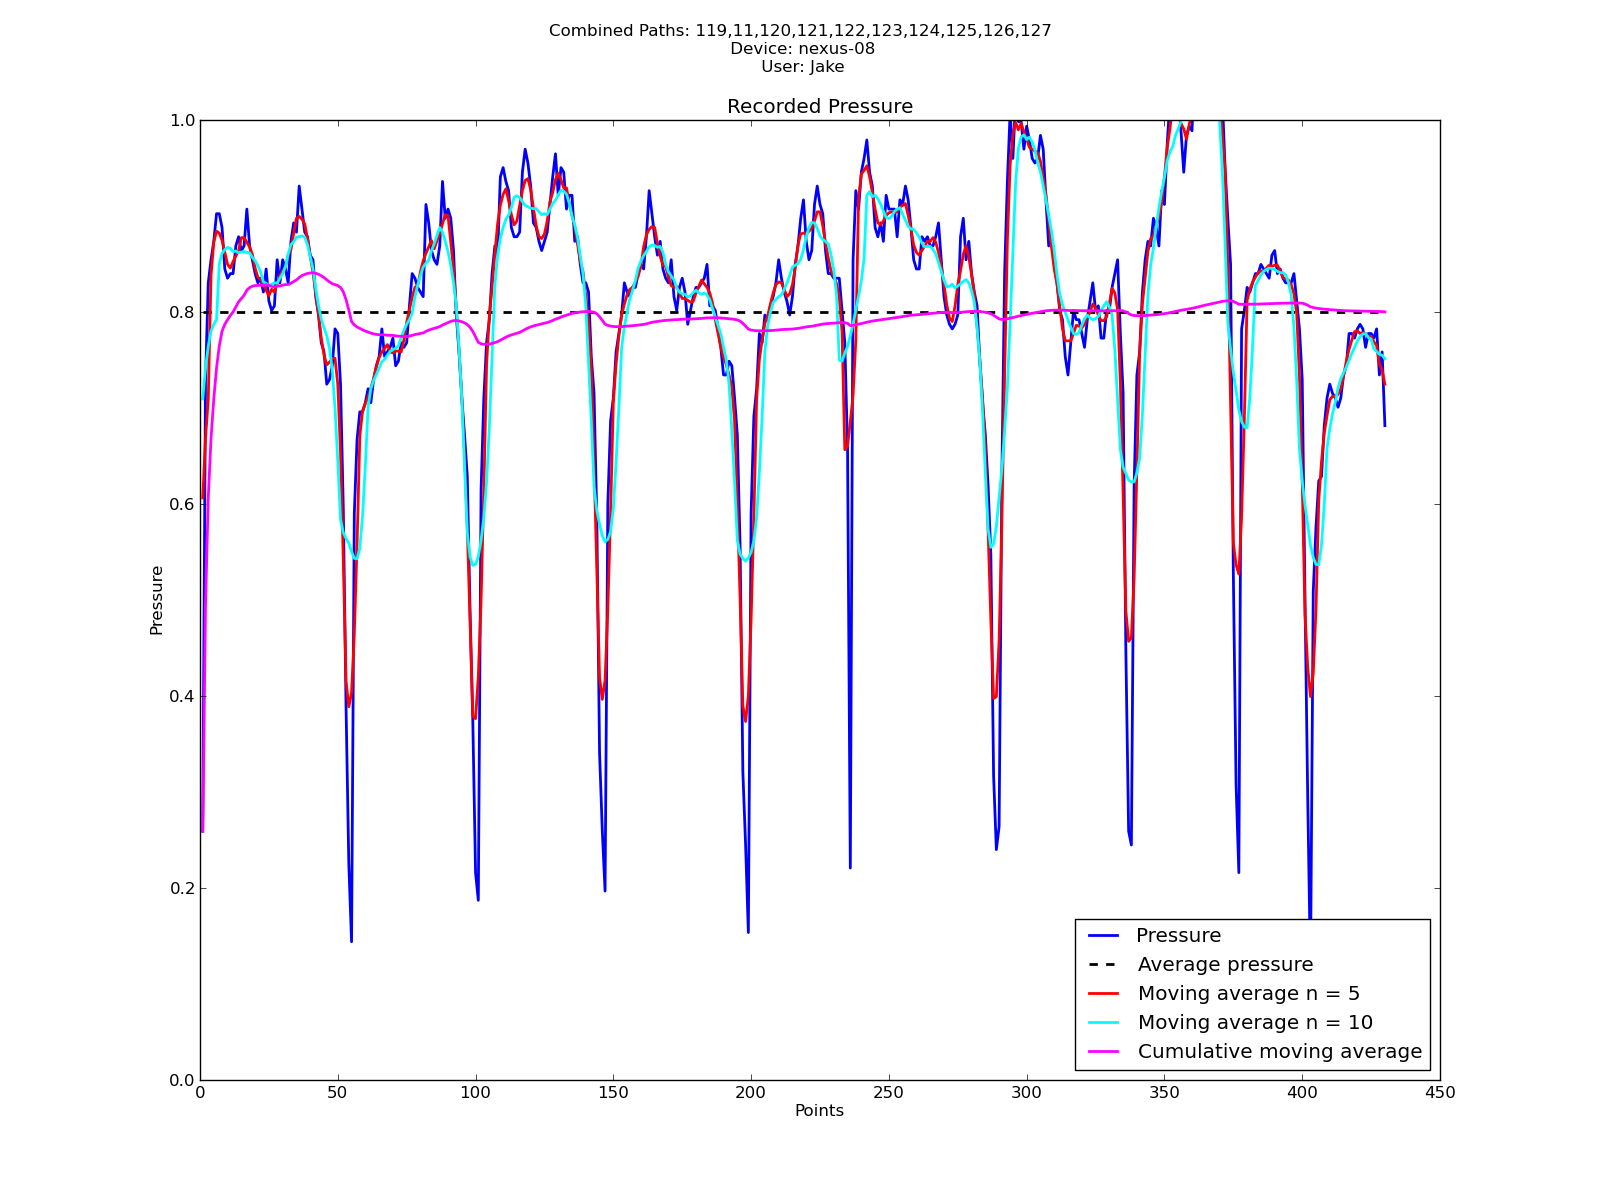 Combined Paths: 119,11,120,121,122,123,124,125,126,127
Device: nexus-08
User: Jake
Recorded Pressure
1.0
0.8
0.6
0.4
0.2
0.0
Pressure
0 50 100 150 200 250 300 350 400 450
Points
Pressure
Average pressure
Moving average n = 5
Moving average n = 10
Cumulative moving average